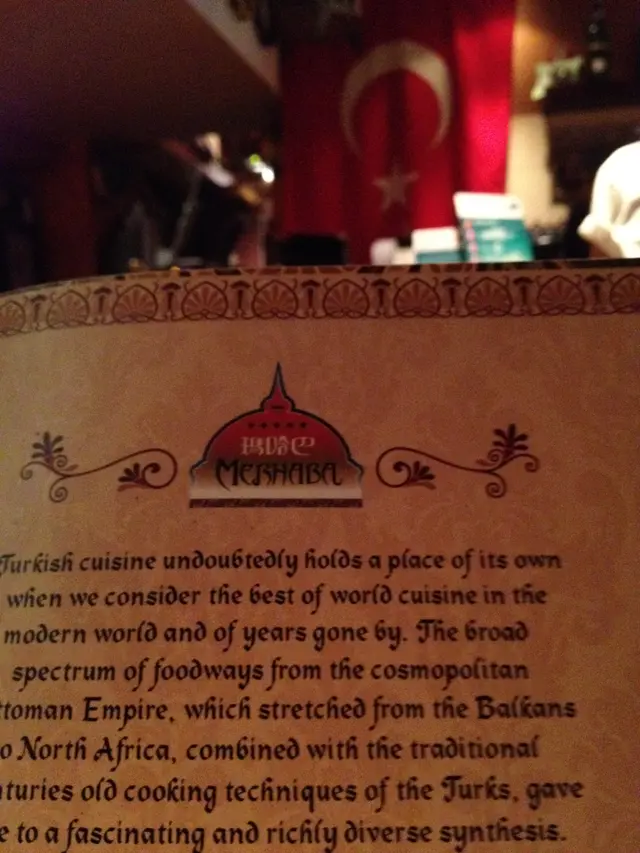 玛哈巴
MERHABA
Turkish cuisine undoubtedly holds a place of its own
when we consider the best of world cuisine in the
modern world and of years gone by. The broad
spectrum of foodways from the cosmopolitan
ttoman Empire, which stretched from the Balkans
o North Africa, combined with the traditional
nturies old cooking techniques of the Turks, gave
e to a fascinating and richly diverse synthesis.